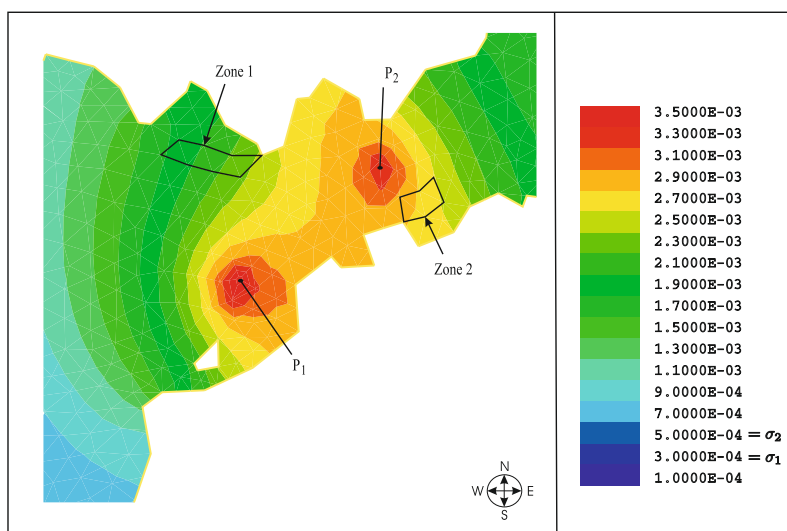 Zone 1
P2
Zone 2
P1
N
W E
S
3.5000E-03
3.3000E-03
3.1000E-03
2.9000E-03
2.7000E-03
2.5000E-03
2.3000E-03
2.1000E-03
1.9000E-03
1.7000E-03
1.5000E-03
1.3000E-03
1.1000E-03
9.0000E-04
7.0000E-04
5.0000E-04 = σ2
3.0000E-04 = σ1
1.0000E-04